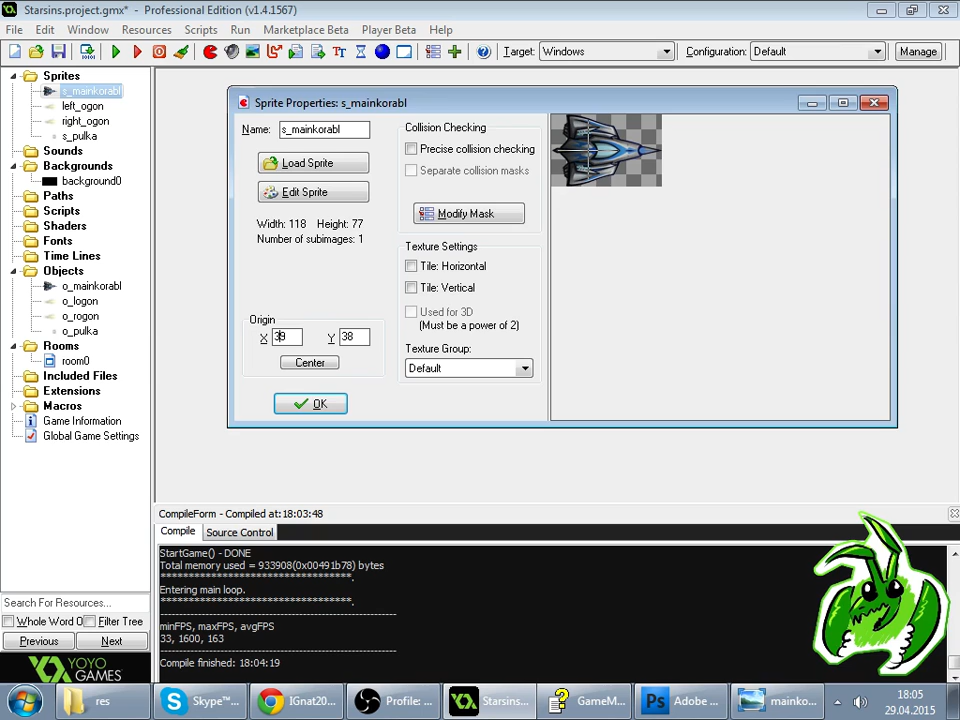 Starsins.project.gmx* - Professional Edition (v1.4.1567)
File Edit Window Resources Scripts Run Marketplace Beta Player Beta Help
Target: Windows Configuration: Default Manage
Sprites
s_mainkorabl
left_ogon
right_ogon
s_pulka
Sounds
Backgrounds
background0
Paths
Scripts
Shaders
Fonts
Time Lines
Objects
o_mainkorabl
o_logon
o_rogon
o_pulka
Rooms
room0
Included Files
Extensions
Macros
Game Information
Global Game Settings
Search For Resources...
Whole Word O Filter Tree
Previous Next
YOYO
GAMES
Sprite Properties: s_mainkorabl
Name: s_mainkorabl
Load Sprite
Edit Sprite
Width: 118 Height: 77
Number of subimages: 1
Origin
X 39 Y 38
Center
OK
Collision Checking
Precise collision checking
Separate collision masks
Modify Mask
Texture Settings
Tile: Horizontal
Tile: Vertical
Used for 3D
(Must be a power of 2)
Texture Group:
Default
CompileForm - Compiled at: 18:03:48
Compile Source Control
StartGame() - DONE
Total memory used = 933908(0x00491b78) bytes
***********************************.
Entering main loop.
***********************************.
minFPS, maxFPS, avgFPS
33, 1600, 163
Compile finished: 18:04:19
res Skype™... IGnat20... Profile: ... Starsins... GameM... Ps Adobe ... mainko...
18:05
29.04.2015